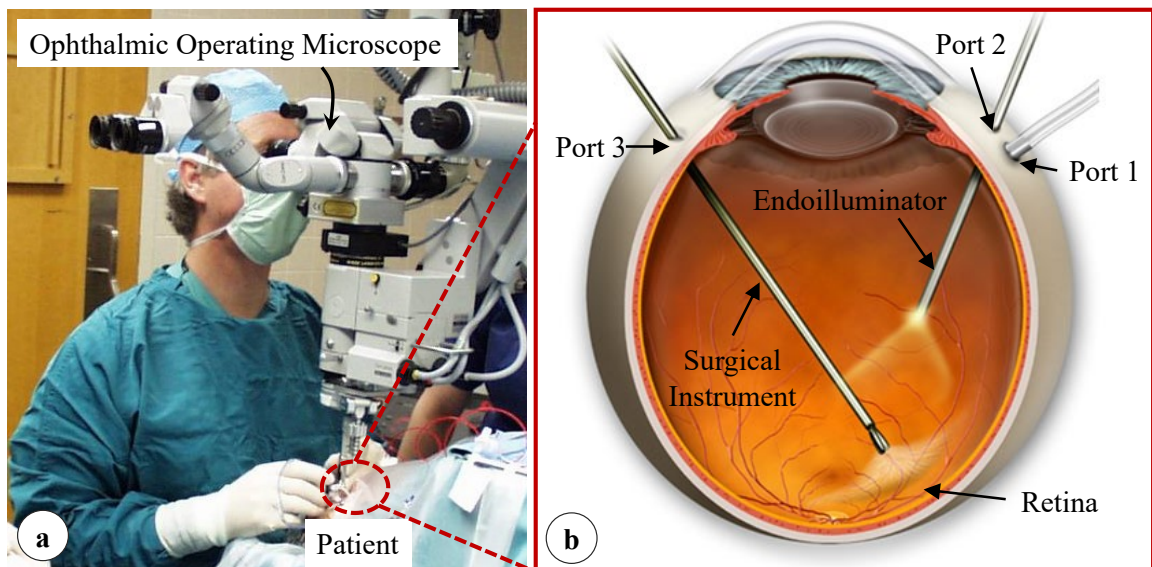 Ophthalmic Operating Microscope
a
Patient
Port 2
Port 3
Port 1
Endoilluminator
Surgical
Instrument
Retina
b